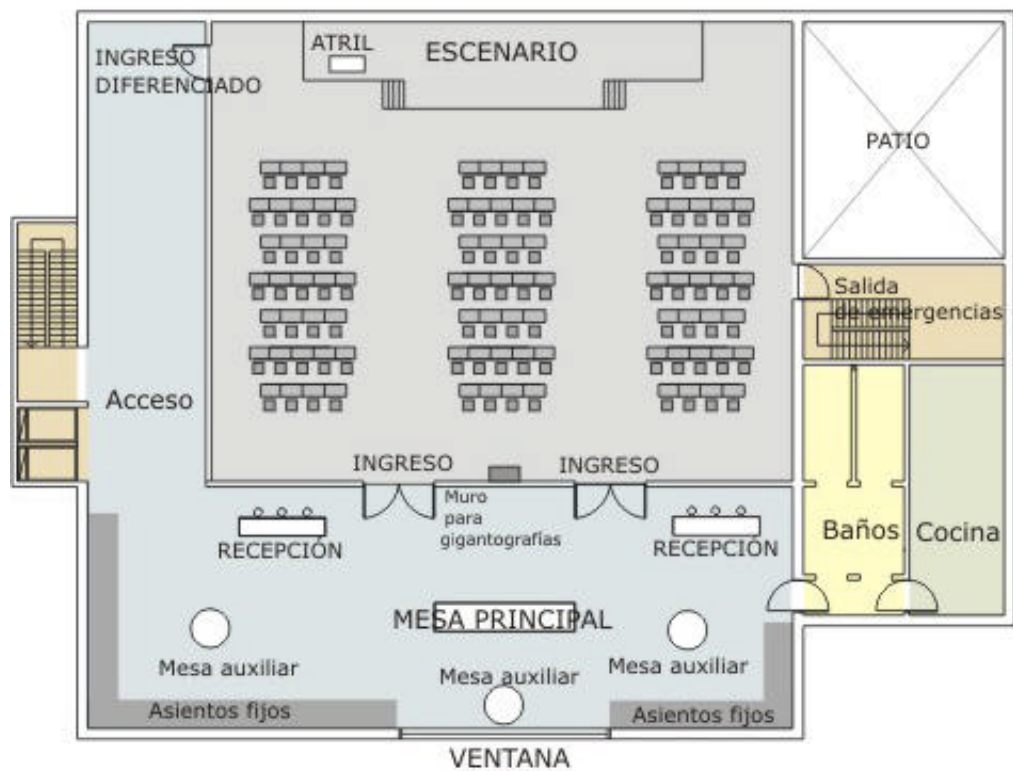 INGRESO
DIFERENCIADO
ATRIL
ESCENARIO
PATIO
Salida
de emergencias
Acceso
INGRESO
INGRESO
Muro
para
gigantografías
RECEPCIÓN
RECEPCIÓN
Baños
Cocina
MESA PRINCIPAL
Mesa auxiliar
Mesa auxiliar
Mesa auxiliar
Asientos fijos
Asientos fijos
VENTANA